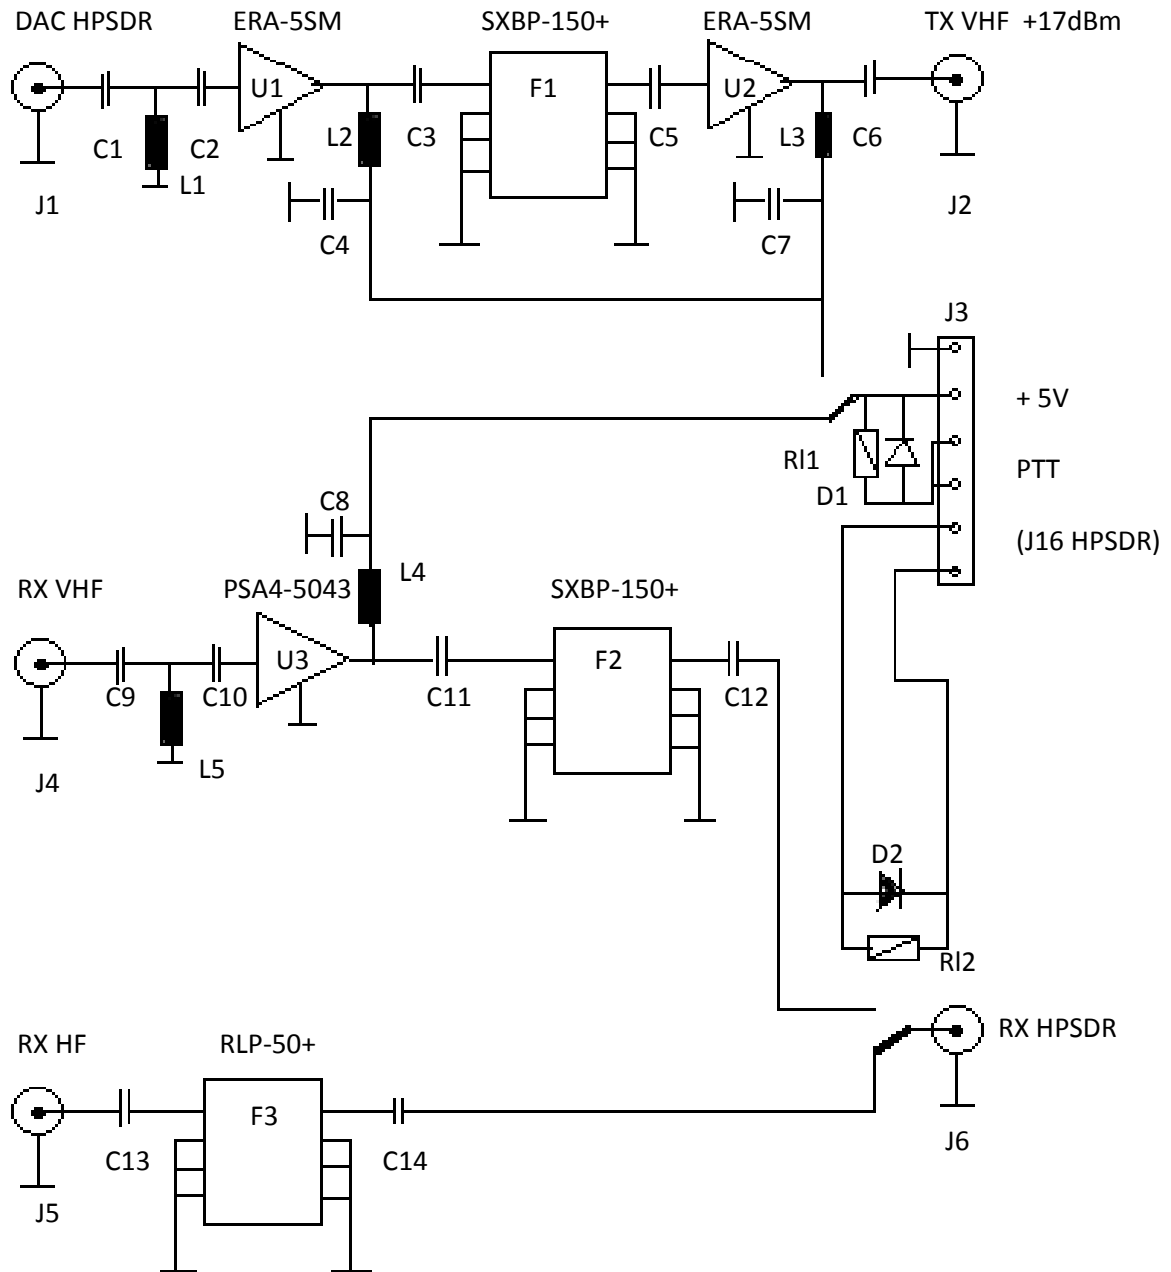 DAC HPSDR ERA-5SM SXBP-150+ ERA-5SM TX VHF +17dBm
U1 F1 U2
C1 C2 L2 C3 C5 L3 C6
L1
J1 J2
C4 C7
J3
+ 5V
Rl1 PTT
D1
C8
(J16 HPSDR)
L4
RX VHF PSA4-5043 SXBP-150+
U3 F2
C9 C10 C11 C12
L5
J4
D2
Rl2
RX HF RLP-50+ RX HPSDR
F3
C13 C14 J6
J5